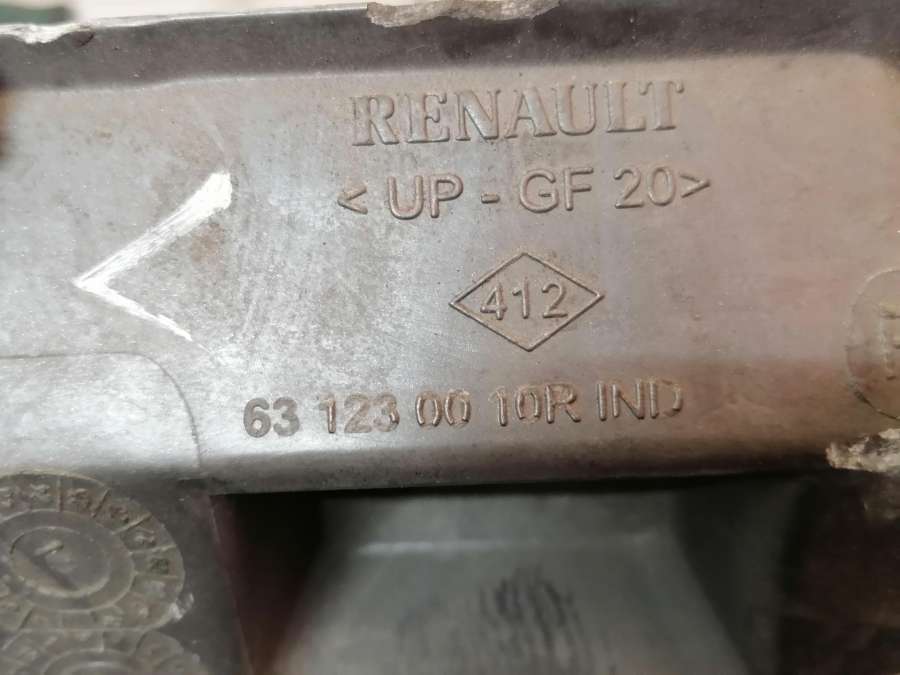 RENAULT
< UP - GF 20>
412
63 123 00 10R IND